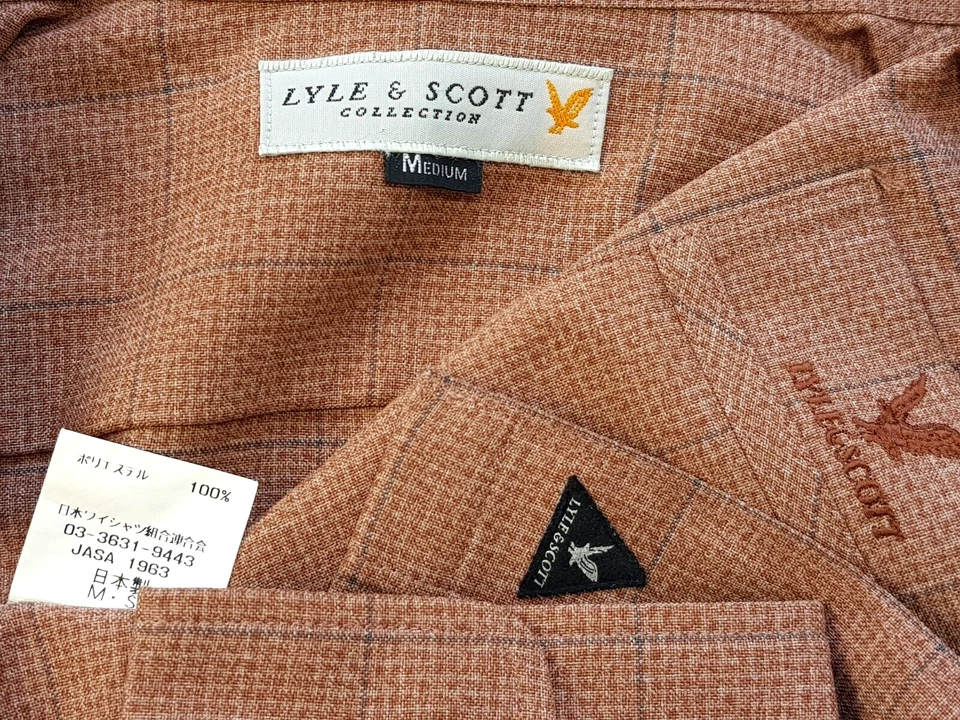 LYLE & SCOTT
COLLECTION
MEDIUM
ポリエステル
100%
日本ワイシャツ組合連合会
03-3631-9443
JASA 1963
日本製
M・S
LYLE&SCOTT
LYLE&SCOTT